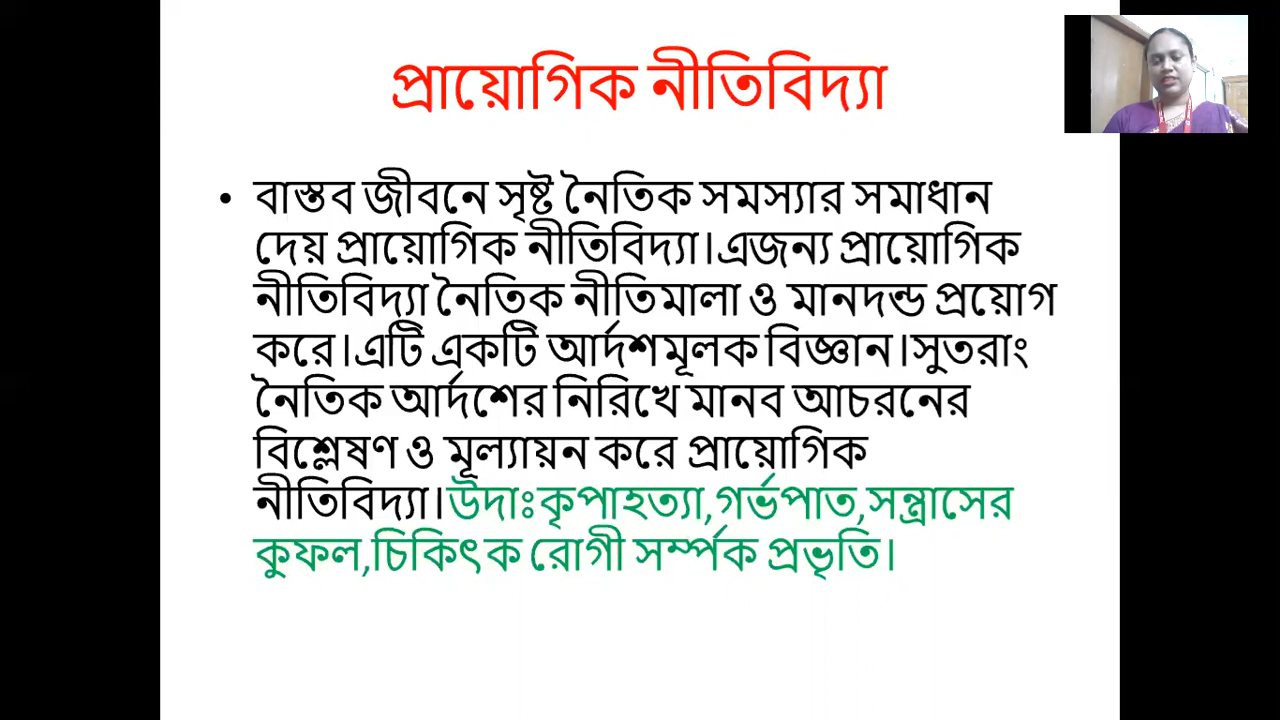 প্রায়োগিক নীতিবিদ্যা
• বাস্তব জীবনে সৃষ্ট নৈতিক সমস্যার সমাধান
দেয় প্রায়োগিক নীতিবিদ্যা।এজন্য প্রায়োগিক
নীতিবিদ্যা নৈতিক নীতিমালা ও মানদন্ড প্রয়োগ
করে।এটি একটি আর্দশমূলক বিজ্ঞান।সুতরাং
নৈতিক আর্দশের নিরিখে মানব আচরনের
বিশ্লেষণ ও মূল্যায়ন করে প্রায়োগিক
নীতিবিদ্যা।উদাঃকৃপাহত্যা,গর্ভপাত,সন্ত্রাসের
কুফল,চিকিৎক রোগী সর্ম্পক প্রভৃতি।